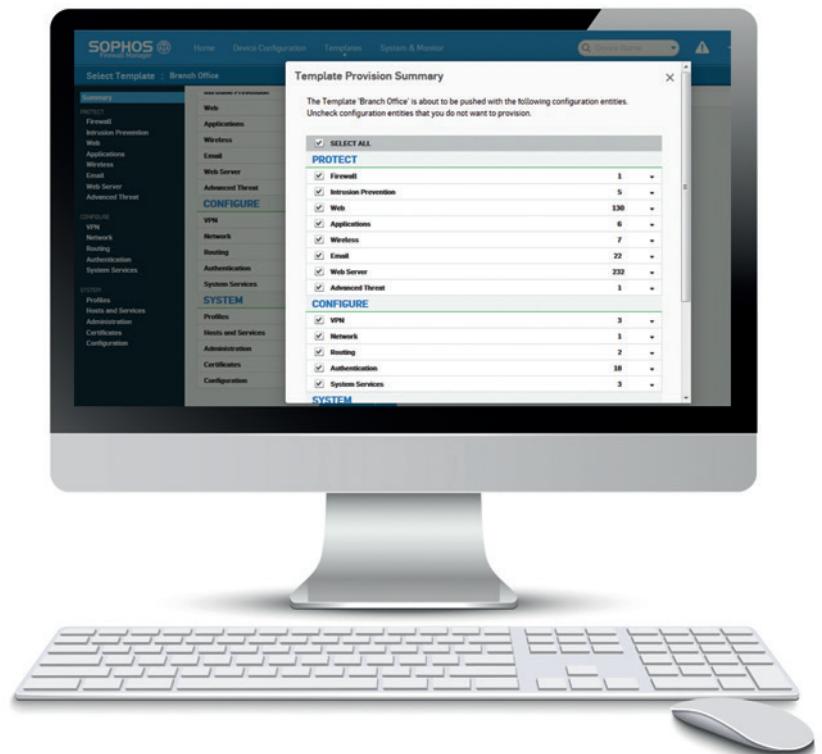 SOPHOS
Firewall Manager
Home Device Configuration Templates System & Monitor
Device Name
Select Template : Branch Office
Summary
PROTECT
Firewall
Intrusion Prevention
Web
Applications
Wireless
Email
Web Server
Advanced Threat
CONFIGURE
VPN
Network
Routing
Authentication
System Services
SYSTEM
Profiles
Hosts and Services
Administration
Certificates
Configuration
Intrusion Prevention
Web
Applications
Wireless
Email
Web Server
Advanced Threat
CONFIGURE
VPN
Network
Routing
Authentication
System Services
SYSTEM
Profiles
Hosts and Services
Administration
Certificates
Configuration
Template Provision Summary
The Template 'Branch Office' is about to be pushed with the following configuration entities.
Uncheck configuration entities that you do not want to provision.
SELECT ALL
PROTECT
Firewall 1
Intrusion Prevention 5
Web 130
Applications 6
Wireless 7
Email 22
Web Server 232
Advanced Threat 1
CONFIGURE
VPN 3
Network 1
Routing 2
Authentication 18
System Services 3
SYSTEM